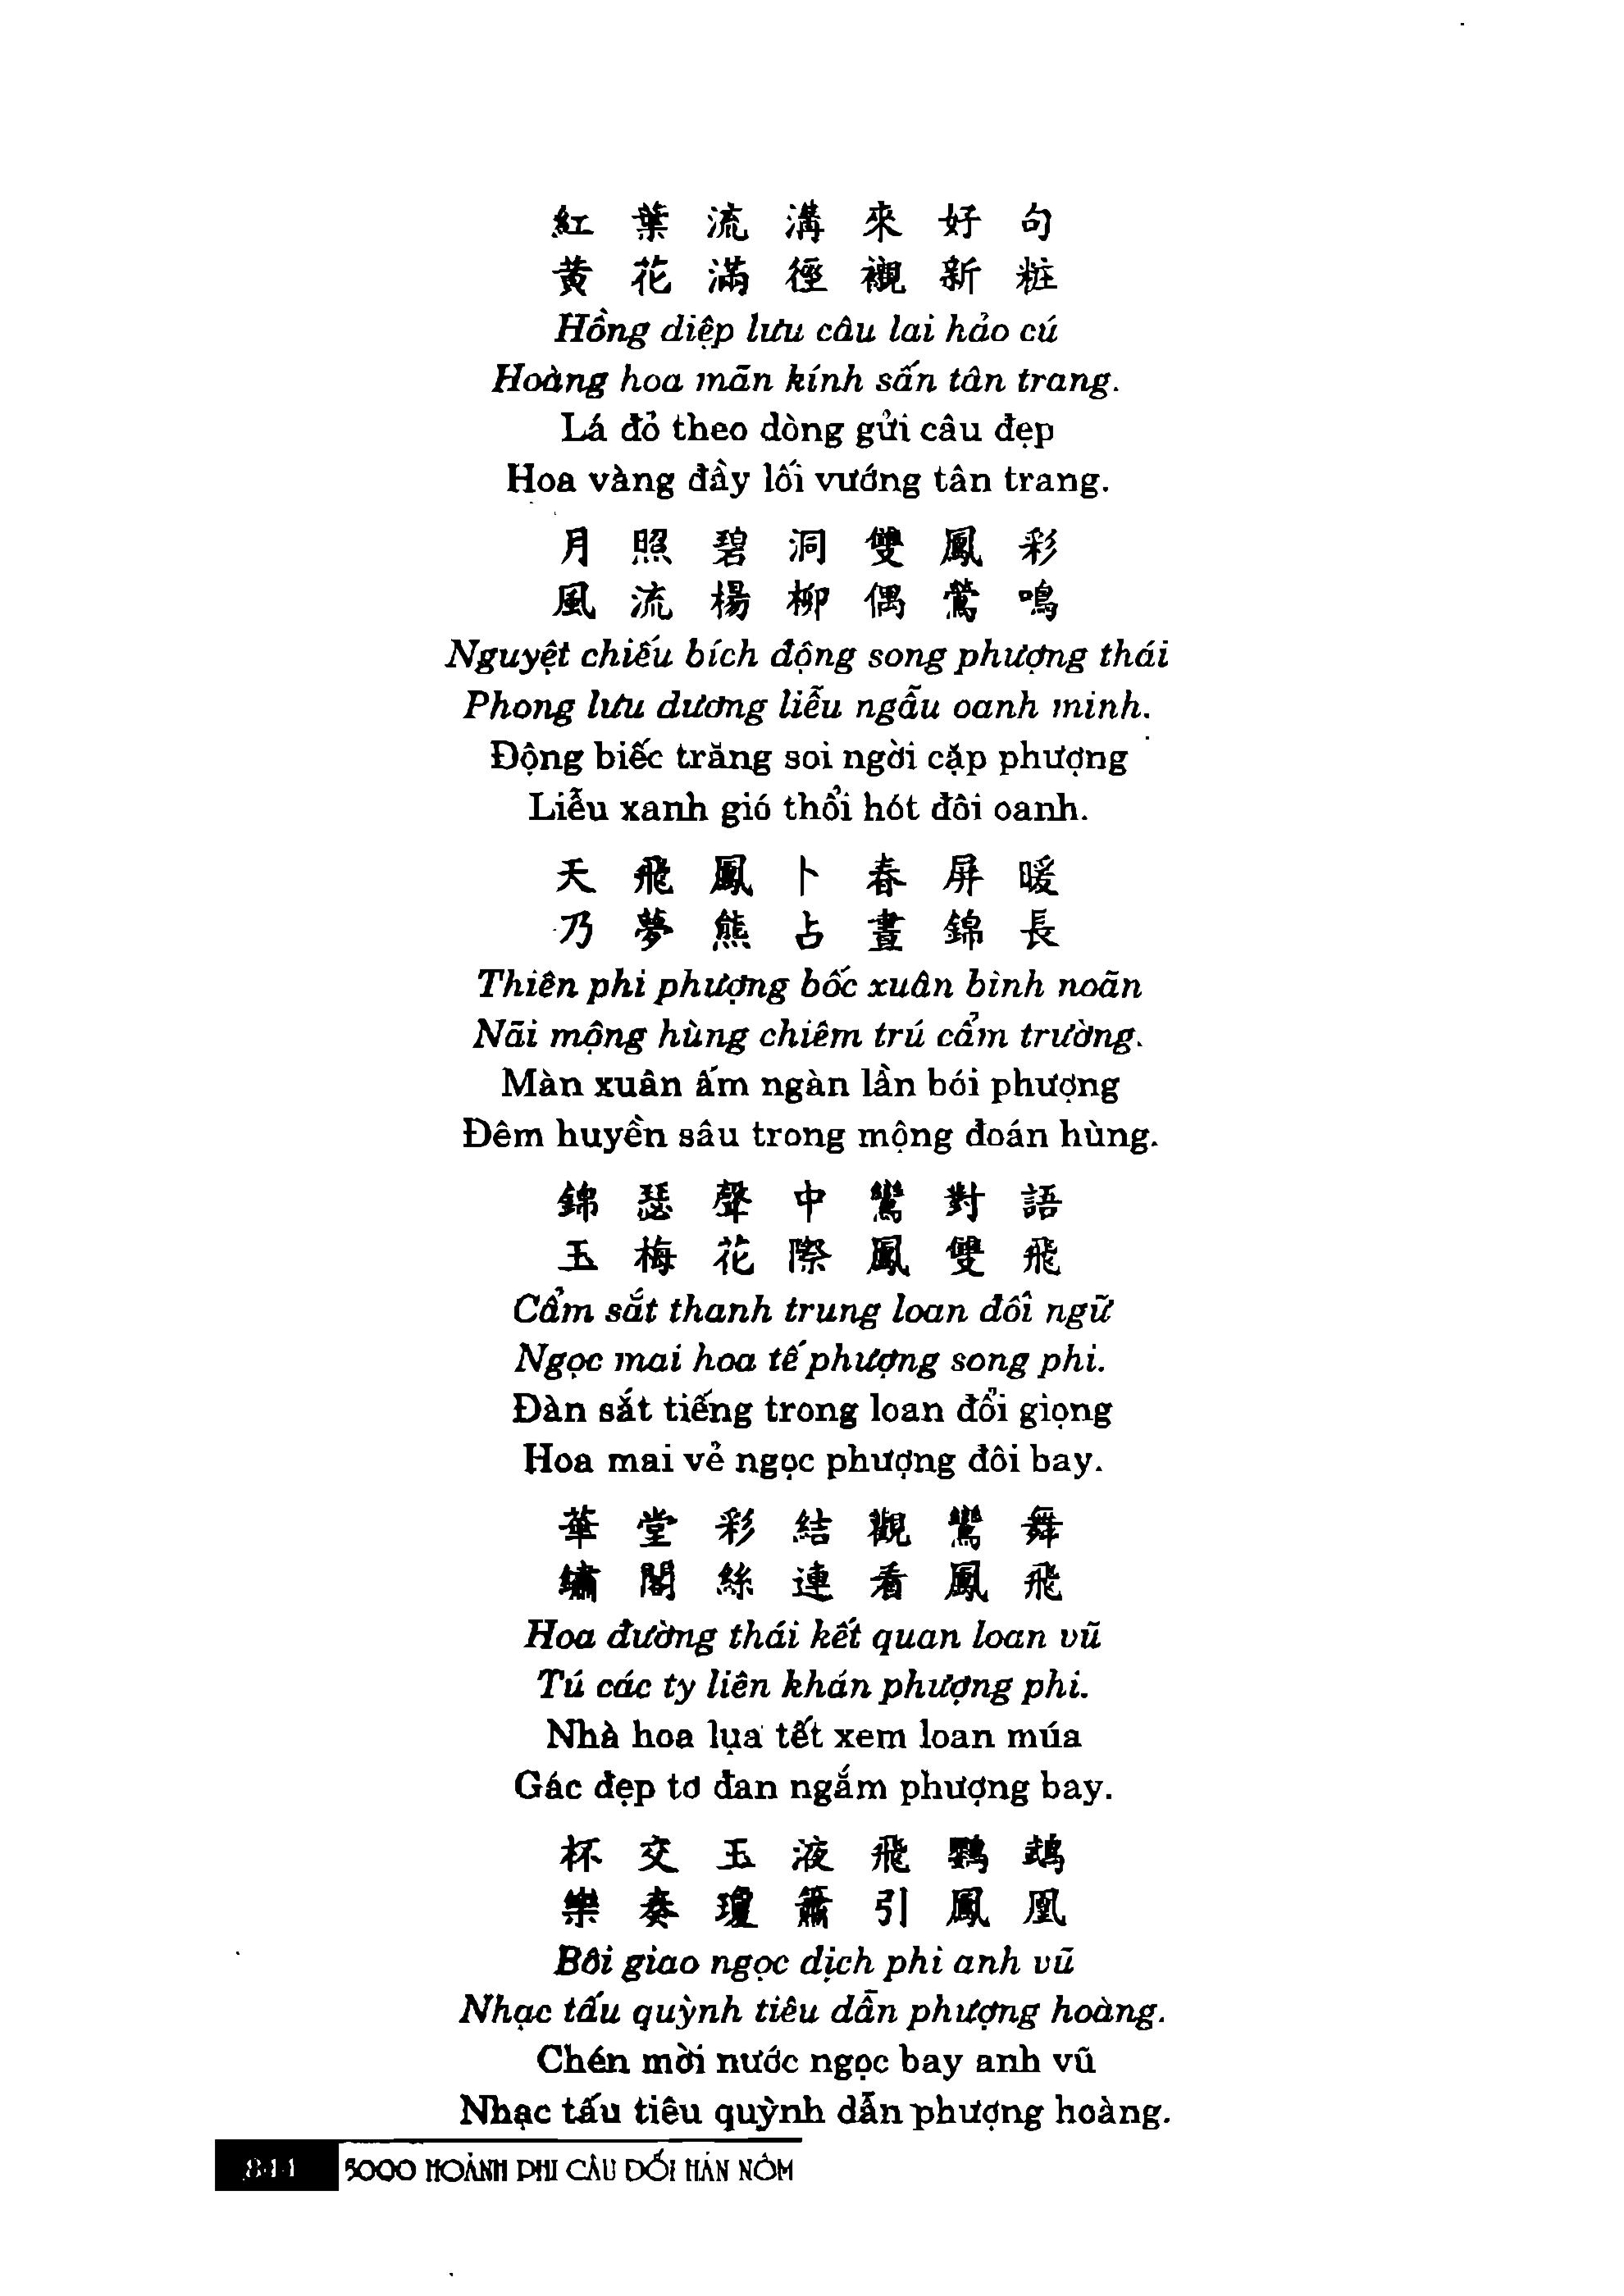 紅葉流溝來好句
黄花滿徑襯新粧
Hồng diệp lưu câu lai hảo cú
Hoàng hoa mãn kính sấn tân trang.
Lá đỏ theo dòng gửi câu đẹp
Hoa vàng đầy lối vướng tân trang.
月照碧洞雙鳳彩
風流楊柳偶鶯鳴
Nguyệt chiếu bích động song phượng thái
Phong lưu dương liễu ngẫu oanh minh.
Động biếc trăng soi ngời cặp phượng
Liễu xanh gió thổi hót đôi oanh.
天飛鳳卜春屏暖
乃夢熊占晝錦長
Thiên phi phượng bốc xuân bình noãn
Nãi mộng hùng chiêm trú cẩm trường.
Màn xuân ấm ngàn lần bói phượng
Đêm huyền sâu trong mộng đoán hùng.
錦瑟聲中鸞對語
玉梅花際鳳雙飛
Cẩm sắt thanh trung loan đối ngữ
Ngọc mai hoa tế phượng song phi.
Đàn sắt tiếng trong loan đổi giọng
Hoa mai vẻ ngọc phượng đôi bay.
華堂彩結觀鸞舞
繡閣絲連看鳳飛
Hoa đường thái kết quan loan vũ
Tú các ty liên khán phượng phi.
Nhà hoa lụa tết xem loan múa
Gác đẹp tơ đan ngắm phượng bay.
杯交玉液飛鸚鵡
樂奏瓊簫引鳳凰
Bôi giao ngọc dịch phi anh vũ
Nhạc tấu quỳnh tiêu dẫn phượng hoàng.
Chén mời nước ngọc bay anh vũ
Nhạc tấu tiêu quỳnh dẫn phượng hoàng.
844 5000 HOÀNH PHI CÂU ĐỐI HÁN NÔM